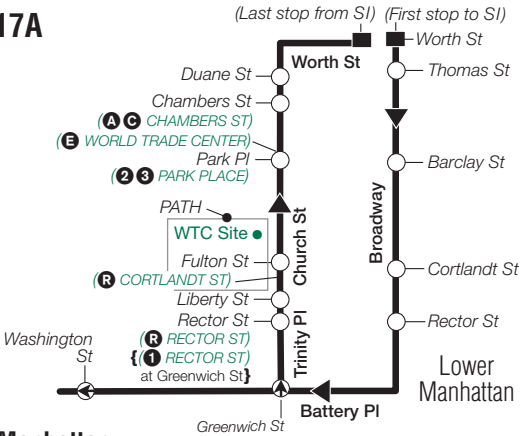 17A
(Last stop from SI)
(First stop to SI)
Worth St
Worth St
Duane St
Thomas St
Chambers St
(A C CHAMBERS ST)
(E WORLD TRADE CENTER)
Park Pl
Barclay St
(2 3 PARK PLACE)
PATH
WTC Site
Church St
Broadway
Fulton St
Cortlandt St
(R CORTLANDT ST)
Liberty St
Rector St
Trinity Pl
Rector St
Washington
St
(R RECTOR ST)
{(1 RECTOR ST)
at Greenwich St}
Lower
Manhattan
Battery Pl
Greenwich St